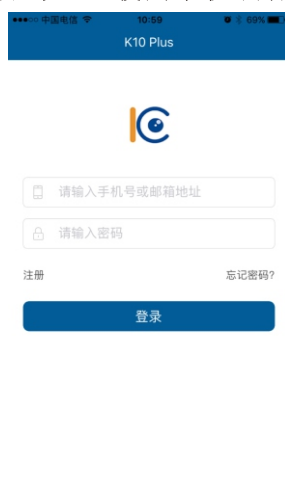 中国电信 10:59 69%
K10 Plus
请输入手机号或邮箱地址
请输入密码
注册 忘记密码?
登录